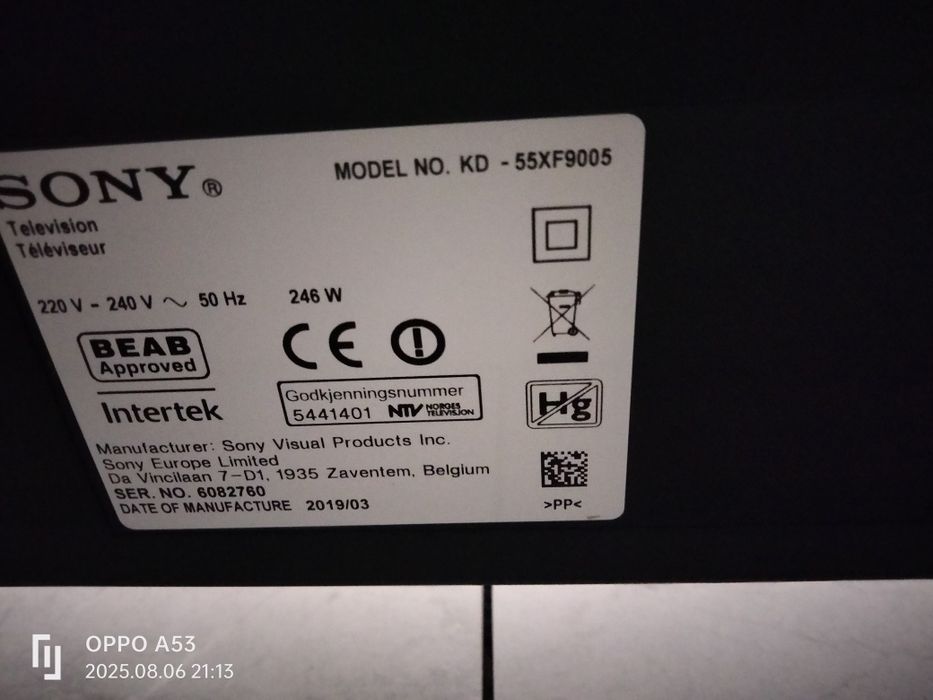 SONY®
MODEL NO. KD - 55XF9005
Television
Téléviseur
220 V - 240 V ~ 50 Hz 246 W
BEAB
Approved
Intertek
CE
Godkjenningsnummer
5441401 NTV NORGES
TELEVISJON
Hg
Manufacturer: Sony Visual Products Inc.
Sony Europe Limited
Da Vincilaan 7-D1, 1935 Zaventem, Belgium
SER. NO. 6082760
DATE OF MANUFACTURE 2019/03
>PP<
OPPO A53
2025.08.06 21:13